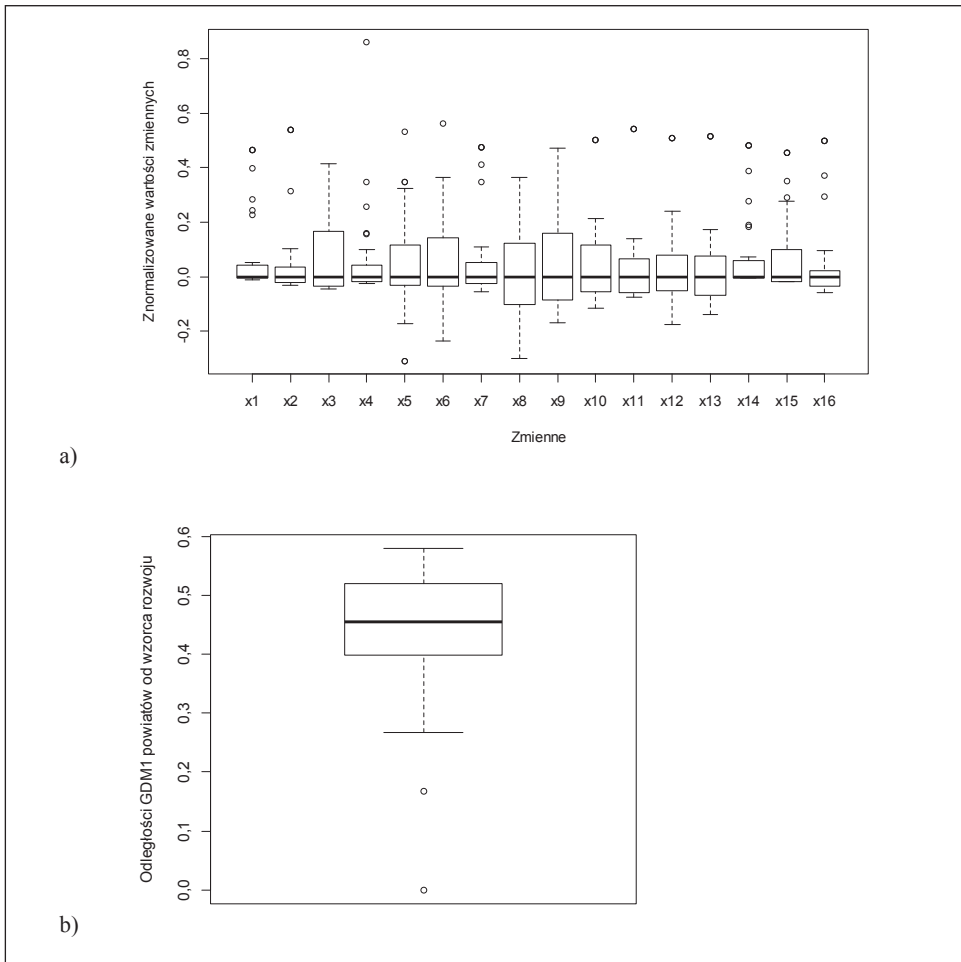 Znormalizowane wartości zmiennych
0,8
0,6
0,4
0,2
0,0
-0,2
x1 x2 x3 x4 x5 x6 x7 x8 x9 x10 x11 x12 x13 x14 x15 x16
Zmienne
a)
Odległości GDM1 powiatów od wzorca rozwoju
0,6
0,5
0,4
0,3
0,2
0,1
0,0
b)